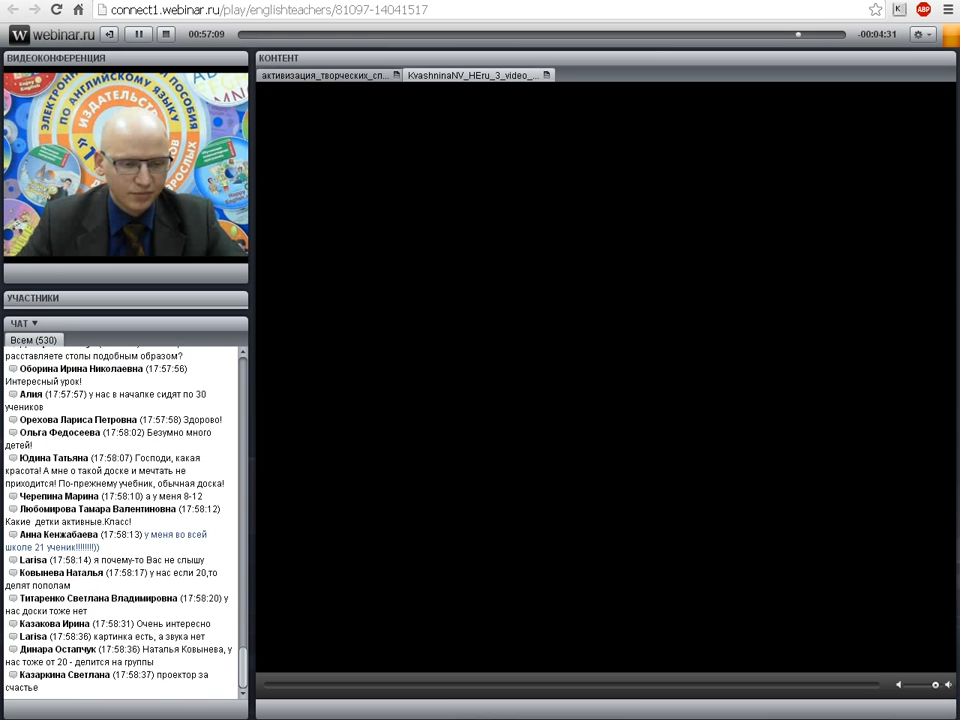 connect1.webinar.ru/play/englishteachers/81097-14041517
K
ABP
W webinar.ru
00:57:09
-00:04:31
ВИДЕОКОНФЕРЕНЦИЯ
ЭЛЕКТРОННЫЕ
ПОСОБИЯ
ПО АНГЛИЙСКОМУ ЯЗЫКУ
ИЗДАТЕЛЬСТ
УЧАСТНИКИ
ЧАТ ▼
Всем (530)
расставляете столы подобным образом?
Оборина Ирина Николаевна (17:57:56)
Интересный урок!
Алия (17:57:57) у нас в началке сидят по 30
учеников
Орехова Лариса Петровна (17:57:58) Здорово!
Ольга Федосеева (17:58:02) Безумно много
детей!
Юдина Татьяна (17:58:07) Господи, какая
красота! А мне о такой доске и мечтать не
приходится! По-прежнему учебник, обычная доска!
Черепина Марина (17:58:10) а у меня 8-12
Любомирова Тамара Валентиновна (17:58:12)
Какие детки активные.Класс!
Анна Кенжабаева (17:58:13) у меня во всей
школе 21 ученик!!!!!!!!))
Larisa (17:58:14) я почему-то Вас не слышу
Ковынева Наталья (17:58:17) у нас если 20,то
делят пополам
Титаренко Светлана Владимировна (17:58:20) у
нас доски тоже нет
Казакова Ирина (17:58:31) Очень интересно
Larisa (17:58:36) картинка есть, а звука нет
Динара Остапчук (17:58:36) Наталья Ковынева, у
нас тоже от 20 - делится на группы
Казаркина Светлана (17:58:37) проектор за
счастье
КОНТЕНТ
активизация_творческих_сп...
KvashninaNV_HEru_3_video_...